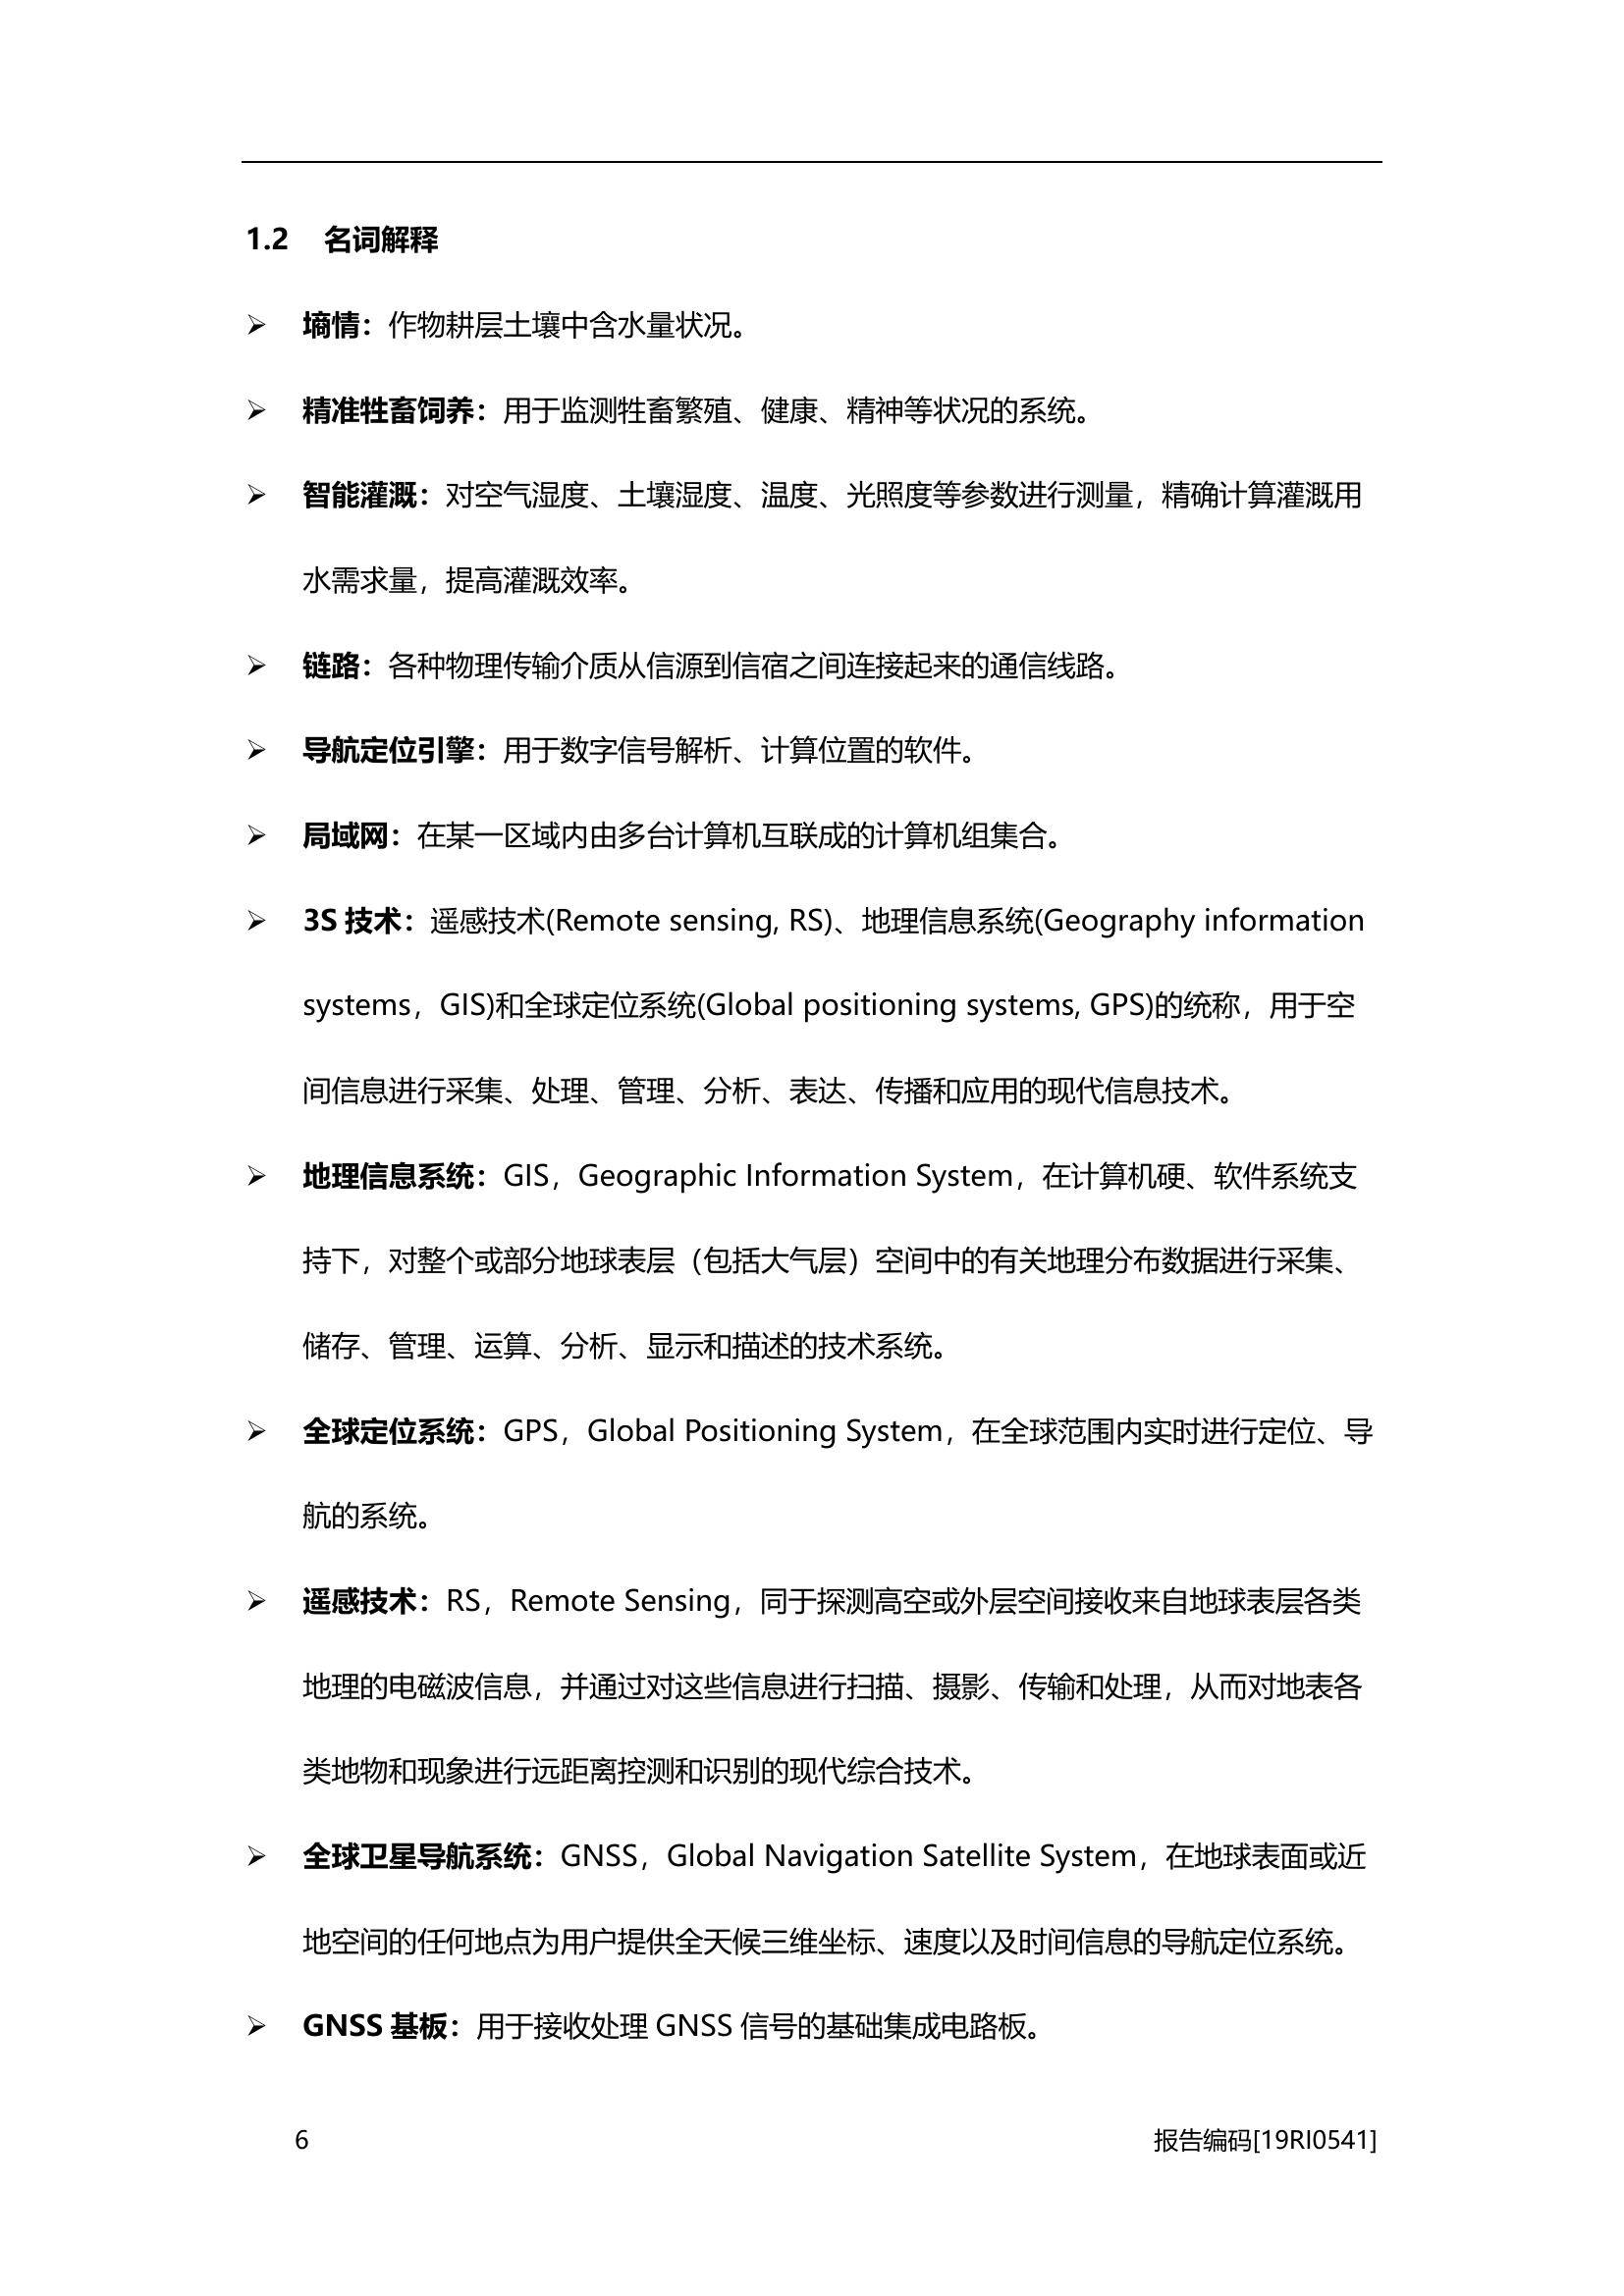 1.2 名词解释
➢ 墒情：作物耕层土壤中含水量状况。
➢ 精准牲畜饲养：用于监测牲畜繁殖、健康、精神等状况的系统。
➢ 智能灌溉：对空气湿度、土壤湿度、温度、光照度等参数进行测量，精确计算灌溉用
水需求量，提高灌溉效率。
➢ 链路：各种物理传输介质从信源到信宿之间连接起来的通信线路。
➢ 导航定位引擎：用于数字信号解析、计算位置的软件。
➢ 局域网：在某一区域内由多台计算机互联成的计算机组集合。
➢ 3S 技术：遥感技术(Remote sensing, RS)、地理信息系统(Geography information
systems，GIS)和全球定位系统(Global positioning systems, GPS)的统称，用于空
间信息进行采集、处理、管理、分析、表达、传播和应用的现代信息技术。
➢ 地理信息系统：GIS，Geographic Information System，在计算机硬、软件系统支
持下，对整个或部分地球表层（包括大气层）空间中的有关地理分布数据进行采集、
储存、管理、运算、分析、显示和描述的技术系统。
➢ 全球定位系统：GPS，Global Positioning System，在全球范围内实时进行定位、导
航的系统。
➢ 遥感技术：RS，Remote Sensing，同于探测高空或外层空间接收来自地球表层各类
地理的电磁波信息，并通过对这些信息进行扫描、摄影、传输和处理，从而对地表各
类地物和现象进行远距离控测和识别的现代综合技术。
➢ 全球卫星导航系统：GNSS，Global Navigation Satellite System，在地球表面或近
地空间的任何地点为用户提供全天候三维坐标、速度以及时间信息的导航定位系统。
➢ GNSS 基板：用于接收处理 GNSS 信号的基础集成电路板。
6 报告编码[19RI0541]